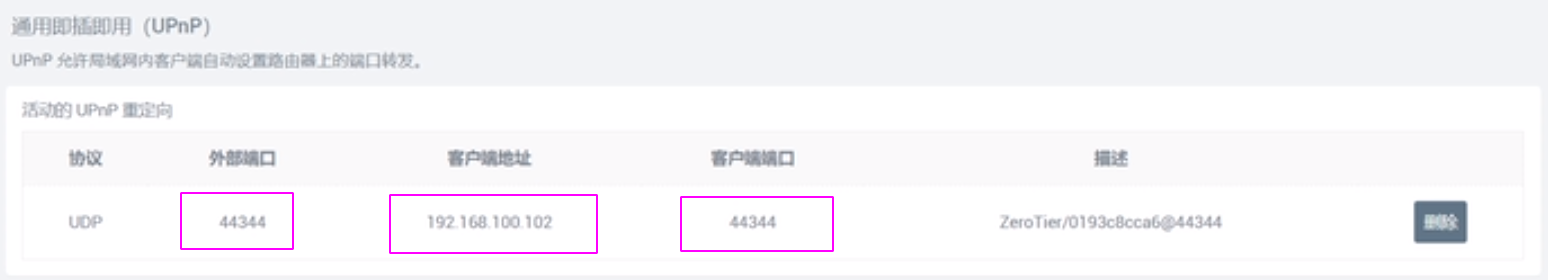 通用即插即用（UPnP）
UPnP 允许局域网内客户端自动设置路由器上的端口转发。
活动的 UPnP 重定向
协议 外部端口 客户端地址 客户端端口 描述
UDP 44344 192.168.100.102 44344 ZeroTier/0193c8cca6@44344 删除